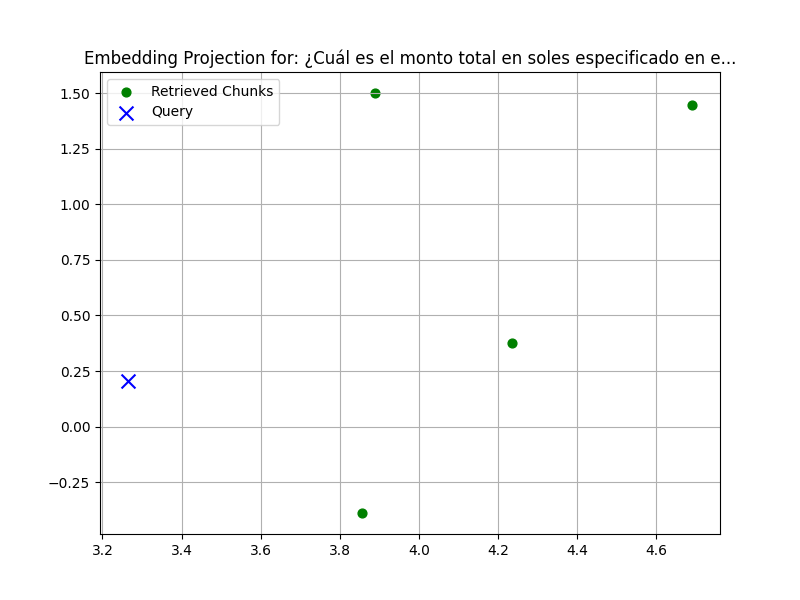 Embedding Projection for: ¿Cuál es el monto total en soles especificado en e...
Retrieved Chunks
Query
1.50
1.25
1.00
0.75
0.50
0.25
0.00
−0.25
3.2 3.4 3.6 3.8 4.0 4.2 4.4 4.6